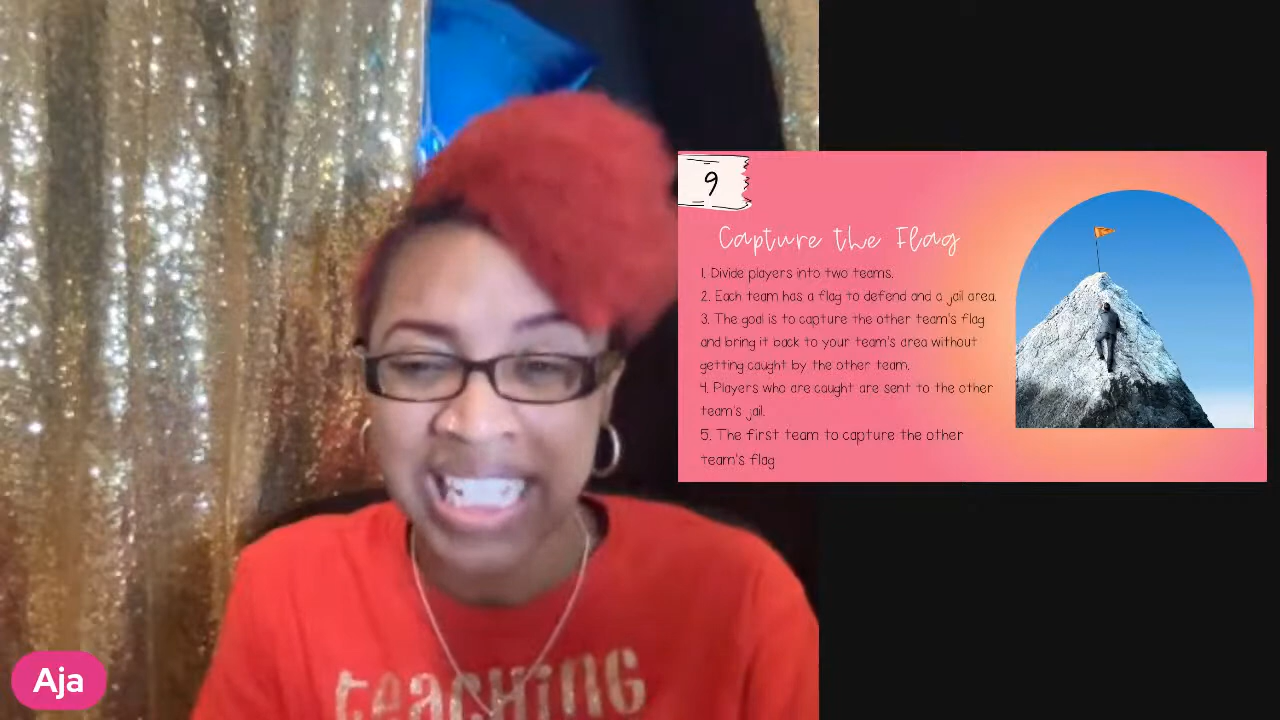 9
Capture the Flag
1. Divide players into two teams.
2. Each team has a flag to defend and a jail area.
3. The goal is to capture the other team's flag
and bring it back to your team's area without
getting caught by the other team.
4. Players who are caught are sent to the other
team's jail.
5. The first team to capture the other
team's flag
teaching
Aja